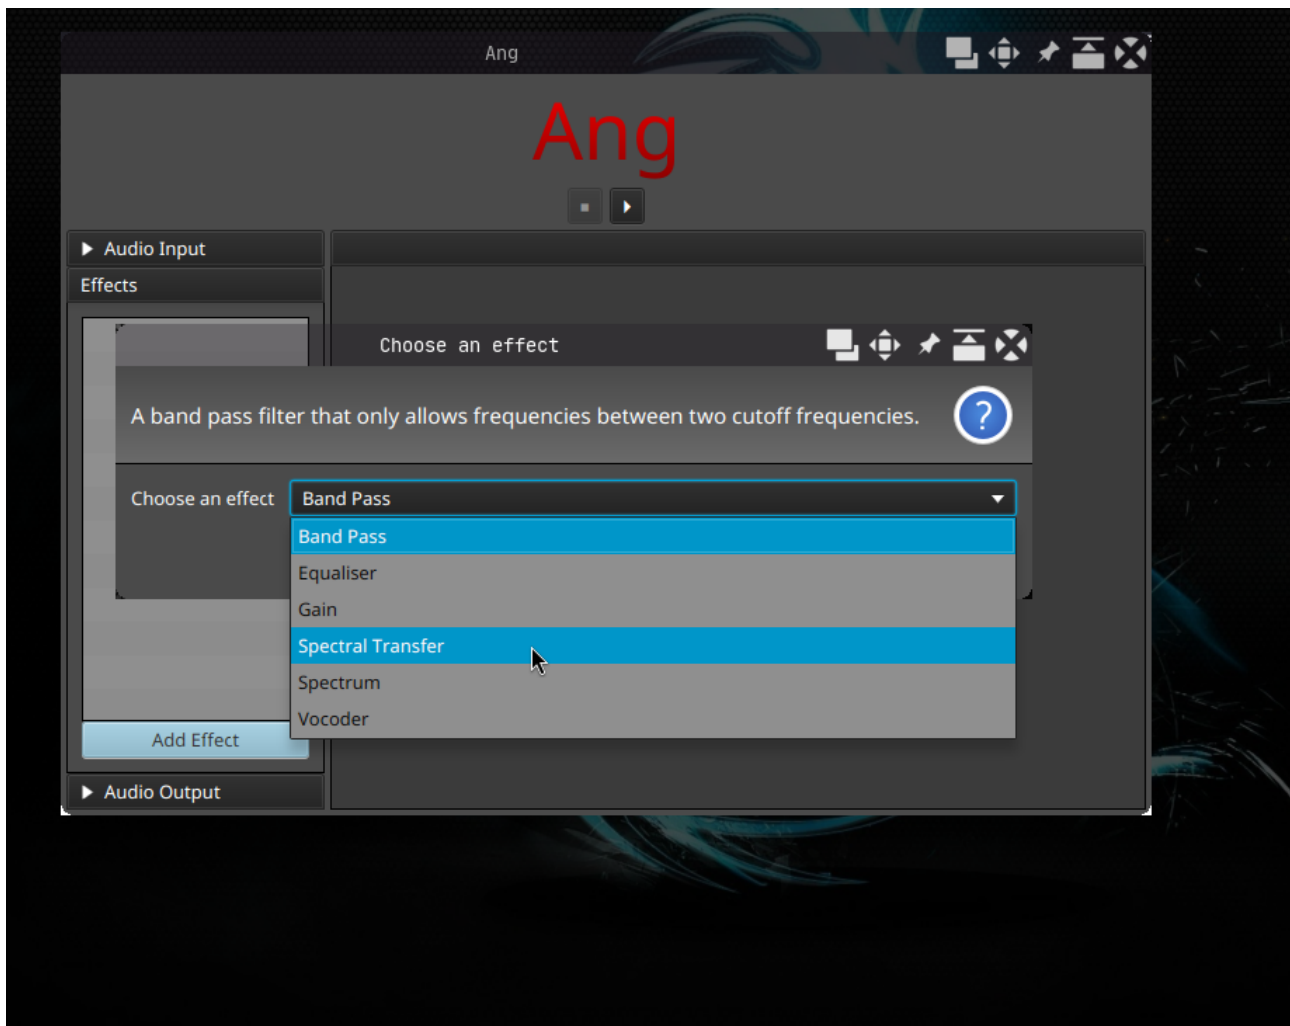 Ang
Ang
Audio Input
Effects
Choose an effect
A band pass filter that only allows frequencies between two cutoff frequencies.
?
Choose an effect Band Pass
Band Pass
Equaliser
Gain
Spectral Transfer
Spectrum
Vocoder
Add Effect
Audio Output